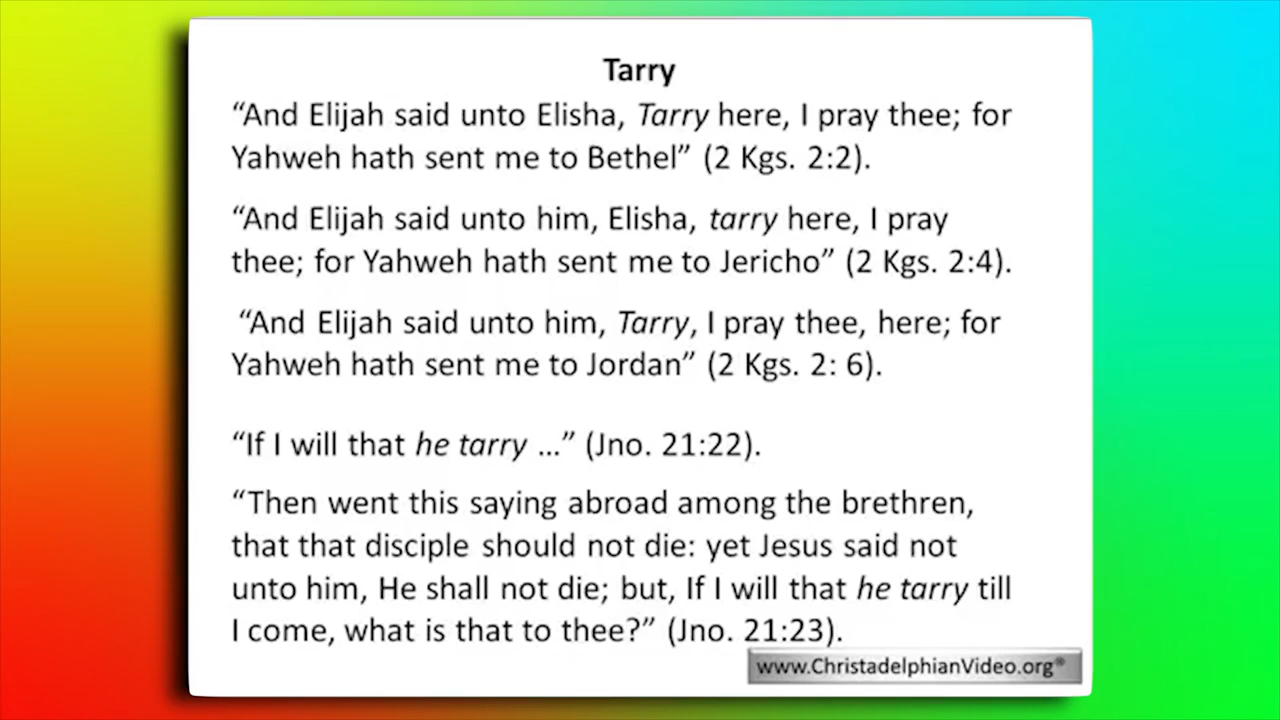 Tarry
“And Elijah said unto Elisha, Tarry here, I pray thee; for
Yahweh hath sent me to Bethel” (2 Kgs. 2:2).
“And Elijah said unto him, Elisha, tarry here, I pray
thee; for Yahweh hath sent me to Jericho” (2 Kgs. 2:4).
“And Elijah said unto him, Tarry, I pray thee, here; for
Yahweh hath sent me to Jordan” (2 Kgs. 2: 6).
“If I will that he tarry ...” (Jno. 21:22).
“Then went this saying abroad among the brethren,
that that disciple should not die: yet Jesus said not
unto him, He shall not die; but, If I will that he tarry till
I come, what is that to thee?” (Jno. 21:23).
www.ChristadelphianVideo.org®